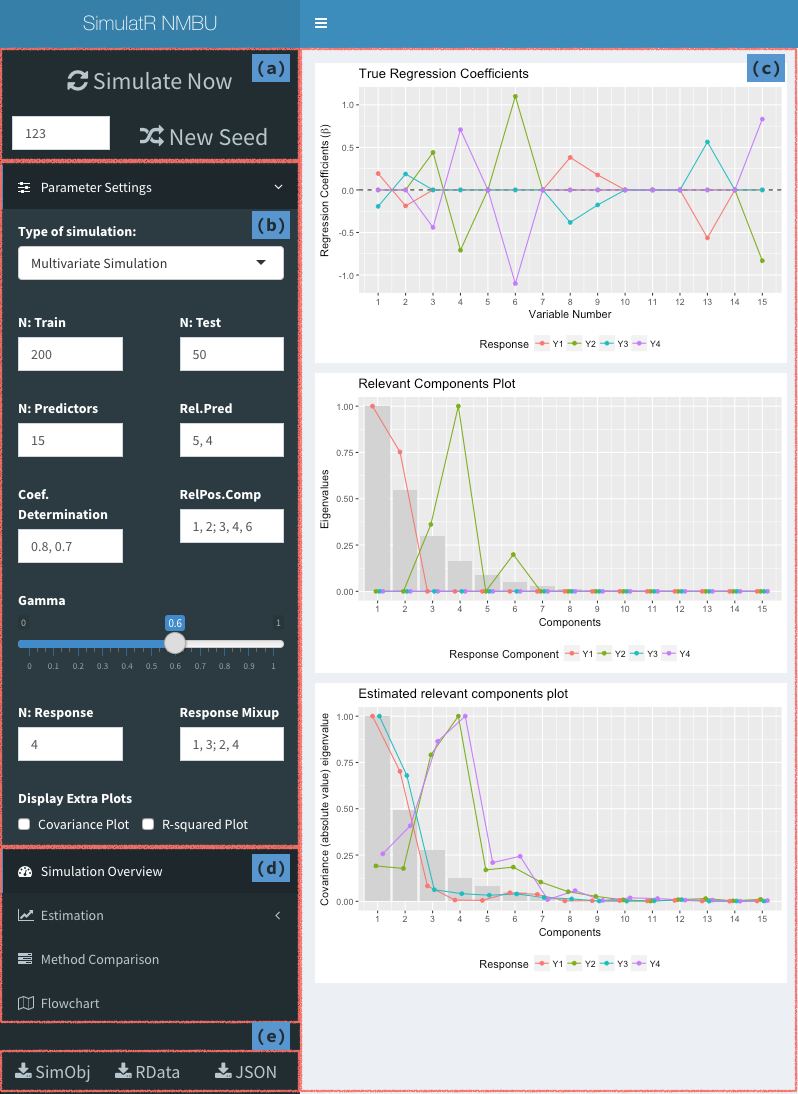 SimulatR NMBU
(a)
Simulate Now
123
New Seed
Parameter Settings
(b)
Type of simulation:
Multivariate Simulation
N: Train N: Test
200 50
N: Predictors Rel.Pred
15 5, 4
Coef. Determination RelPos.Comp
0.8, 0.7 1, 2; 3, 4, 6
Gamma
0 0.6 1
0 0.1 0.2 0.3 0.4 0.5 0.6 0.7 0.8 0.9 1
N: Response Response Mixup
4 1, 3; 2, 4
Display Extra Plots
Covariance Plot R-squared Plot
(d)
Simulation Overview
Estimation
Method Comparison
Flowchart
(e)
SimObj RData JSON
(c)
True Regression Coefficients
Regression Coefficients (β)
1.0
0.5
0.0
-0.5
-1.0
1 2 3 4 5 6 7 8 9 10 11 12 13 14 15
Variable Number
Response Y1 Y2 Y3 Y4
Relevant Components Plot
Eigenvalues
1.00
0.75
0.50
0.25
0.00
1 2 3 4 5 6 7 8 9 10 11 12 13 14 15
Components
Response Component Y1 Y2 Y3 Y4
Estimated relevant components plot
Covariance (absolute value) eigenvalue
1.00
0.75
0.50
0.25
0.00
1 2 3 4 5 6 7 8 9 10 11 12 13 14 15
Components
Response Y1 Y2 Y3 Y4